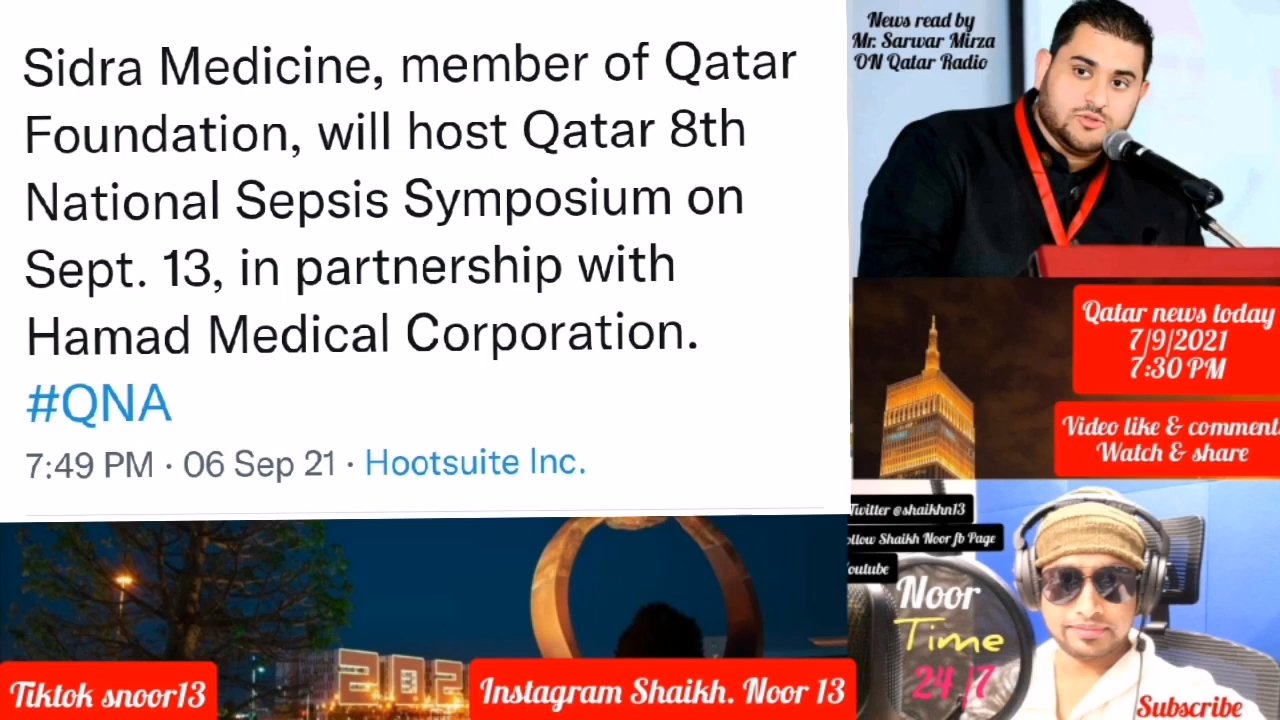 Sidra Medicine, member of Qatar
Foundation, will host Qatar 8th
National Sepsis Symposium on
Sept. 13, in partnership with
Hamad Medical Corporation.
#QNA
7:49 PM · 06 Sep 21 · Hootsuite Inc.
News read by
Mr. Sarwar Mirza
ON Qatar Radio
Qatar news today
7/9/2021
7:30 PM
Video like & comment
Watch & share
Twitter @shaikhn13
ollow Shaikh Noor fb Page
outube
Noor
Time
24/7
Subscribe
202
Tiktok snoor13
Instagram Shaikh. Noor 13